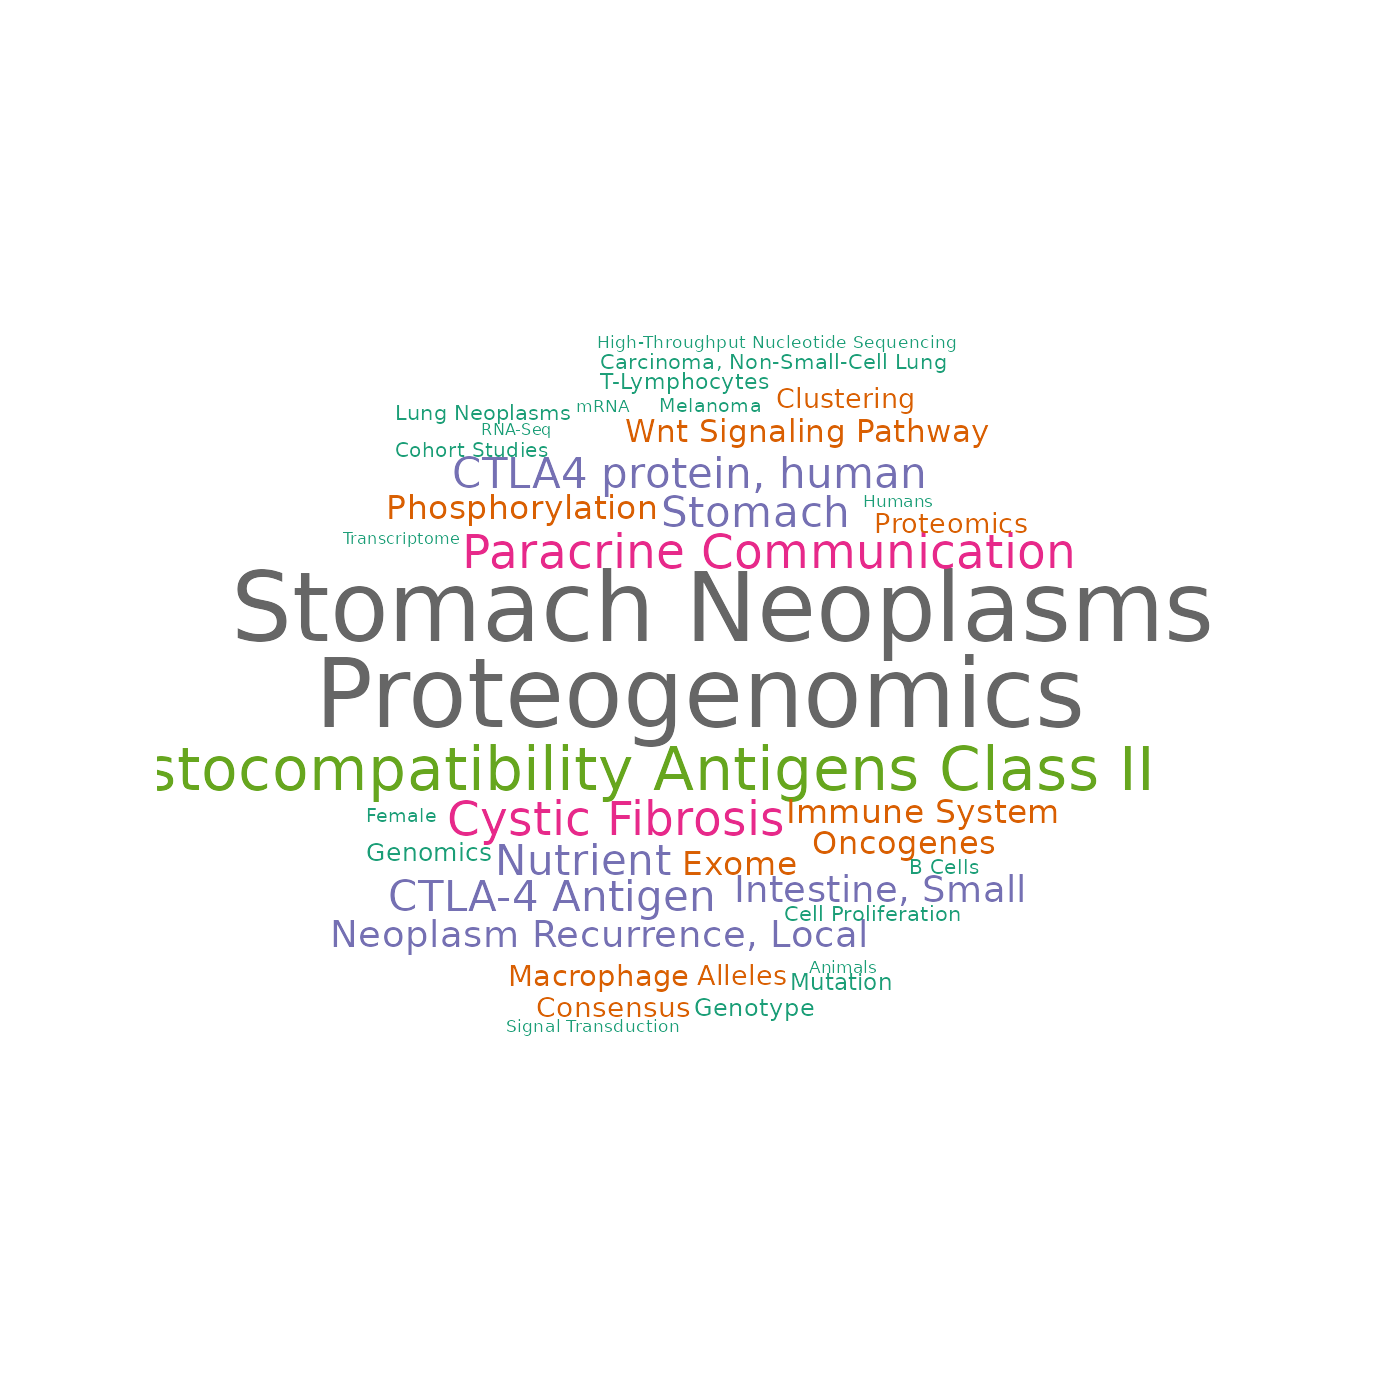 High-Throughput Nucleotide Sequencing
Carcinoma, Non-Small-Cell Lung
T-Lymphocytes
Clustering
mRNA
Melanoma
Lung Neoplasms
RNA-Seq
Wnt Signaling Pathway
Cohort Studies
CTLA4 protein, human
Humans
Phosphorylation
Stomach
Proteomics
Transcriptome
Paracrine Communication
Stomach Neoplasms
Proteogenomics
stocompatibility Antigens Class II
Female
Cystic Fibrosis
Immune System
Oncogenes
Genomics
Nutrient
Exome
B Cells
CTLA-4 Antigen
Intestine, Small
Cell Proliferation
Neoplasm Recurrence, Local
Animals
Macrophage
Alleles
Mutation
Consensus
Genotype
Signal Transduction